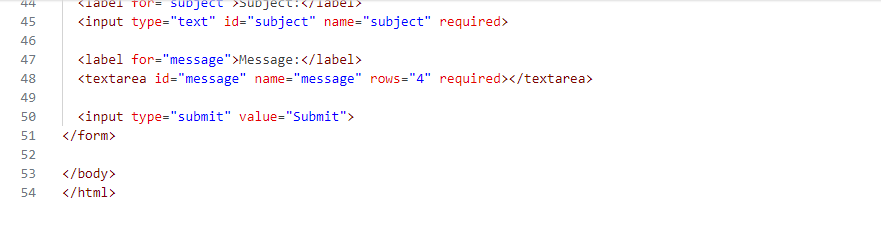 44 <label for="subject">Subject:</label>
45 <input type="text" id="subject" name="subject" required>
46
47 <label for="message">Message:</label>
48 <textarea id="message" name="message" rows="4" required></textarea>
49
50 <input type="submit" value="Submit">
51 </form>
52
53 </body>
54 </html>